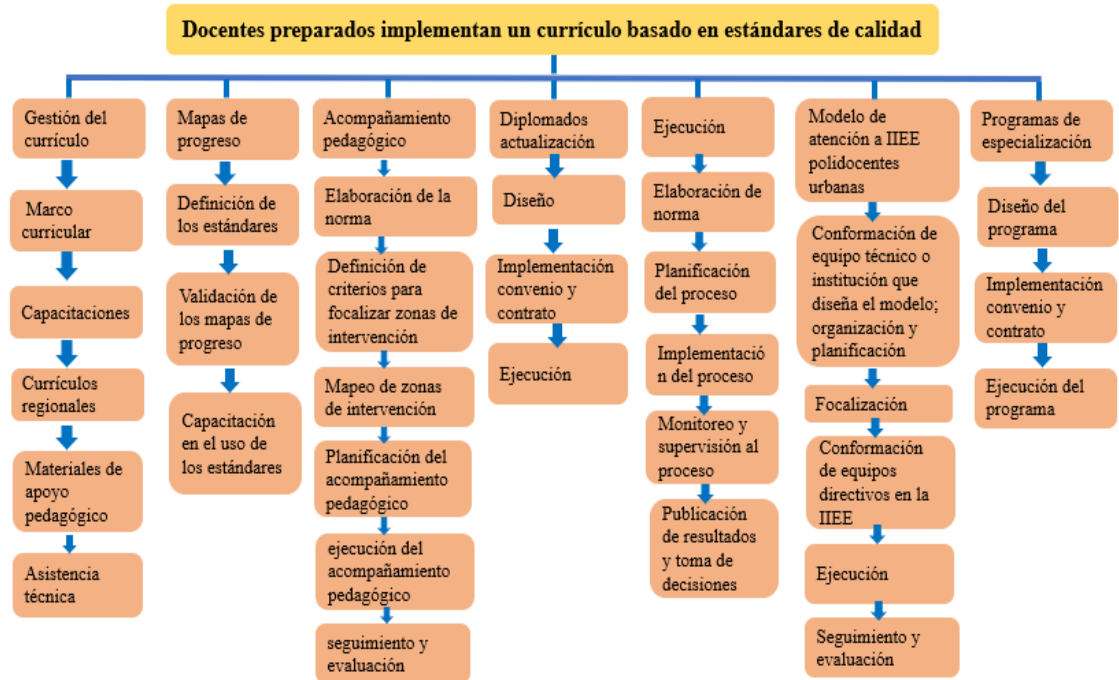 Docentes preparados implementan un currículo basado en estándares de calidad
Gestión del
currículo
Marco
curricular
Capacitaciones
Currículos
regionales
Materiales de
apoyo
pedagógico
Asistencia
técnica
Mapas de
progreso
Definición de
los estándares
Validación de
los mapas de
progreso
Capacitación
en el uso de
los estándares
Acompañamiento
pedagógico
Elaboración de la
norma
Definición de
criterios para
focalizar zonas de
intervención
Mapeo de zonas
de intervención
Planificación del
acompañamiento
pedagógico
ejecución del
acompañamiento
pedagógico
seguimiento y
evaluación
Diplomados
actualización
Diseño
Implementación
convenio y
contrato
Ejecución
Ejecución
Elaboración de
norma
Planificación
del proceso
Implementació
n del proceso
Monitoreo y
supervisión al
proceso
Publicación
de resultados
y toma de
decisiones
Modelo de
atención a IIEE
polidocentes
urbanas
Conformación de
equipo técnico o
institución que
diseña el modelo;
organización y
planificación
Focalización
Conformación
de equipos
directivos en la
IIEE
Ejecución
Seguimiento y
evaluación
Programas de
especialización
Diseño del
programa
Implementación
convenio y
contrato
Ejecución del
programa